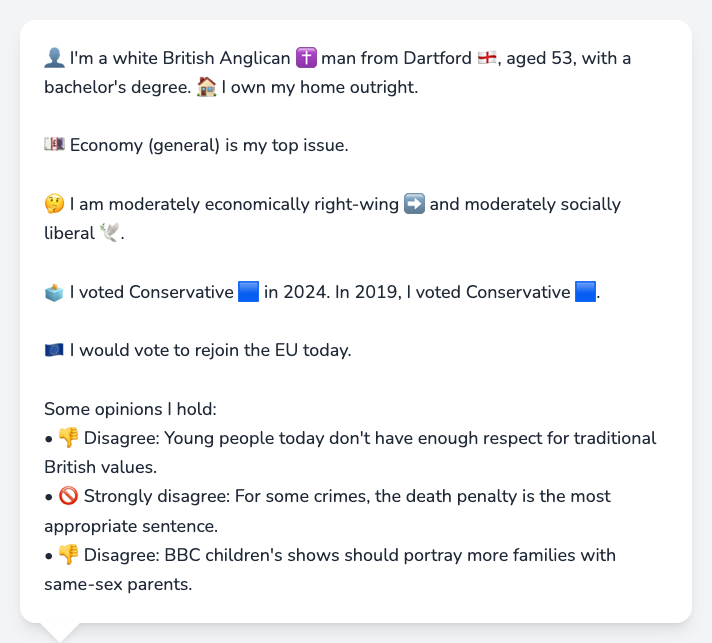 👤 I'm a white British Anglican ✝️ man from Dartford 🏴󠁧󠁢󠁥󠁮󠁧󠁿, aged 53, with a
bachelor's degree. 🏠 I own my home outright.
💷 Economy (general) is my top issue.
🤔 I am moderately economically right-wing ➡️ and moderately socially
liberal 🕊️.
🗳️ I voted Conservative 🟦 in 2024. In 2019, I voted Conservative 🟦.
🇪🇺 I would vote to rejoin the EU today.
Some opinions I hold:
• 👎 Disagree: Young people today don't have enough respect for traditional
British values.
• 🚫 Strongly disagree: For some crimes, the death penalty is the most
appropriate sentence.
• 👎 Disagree: BBC children's shows should portray more families with
same-sex parents.